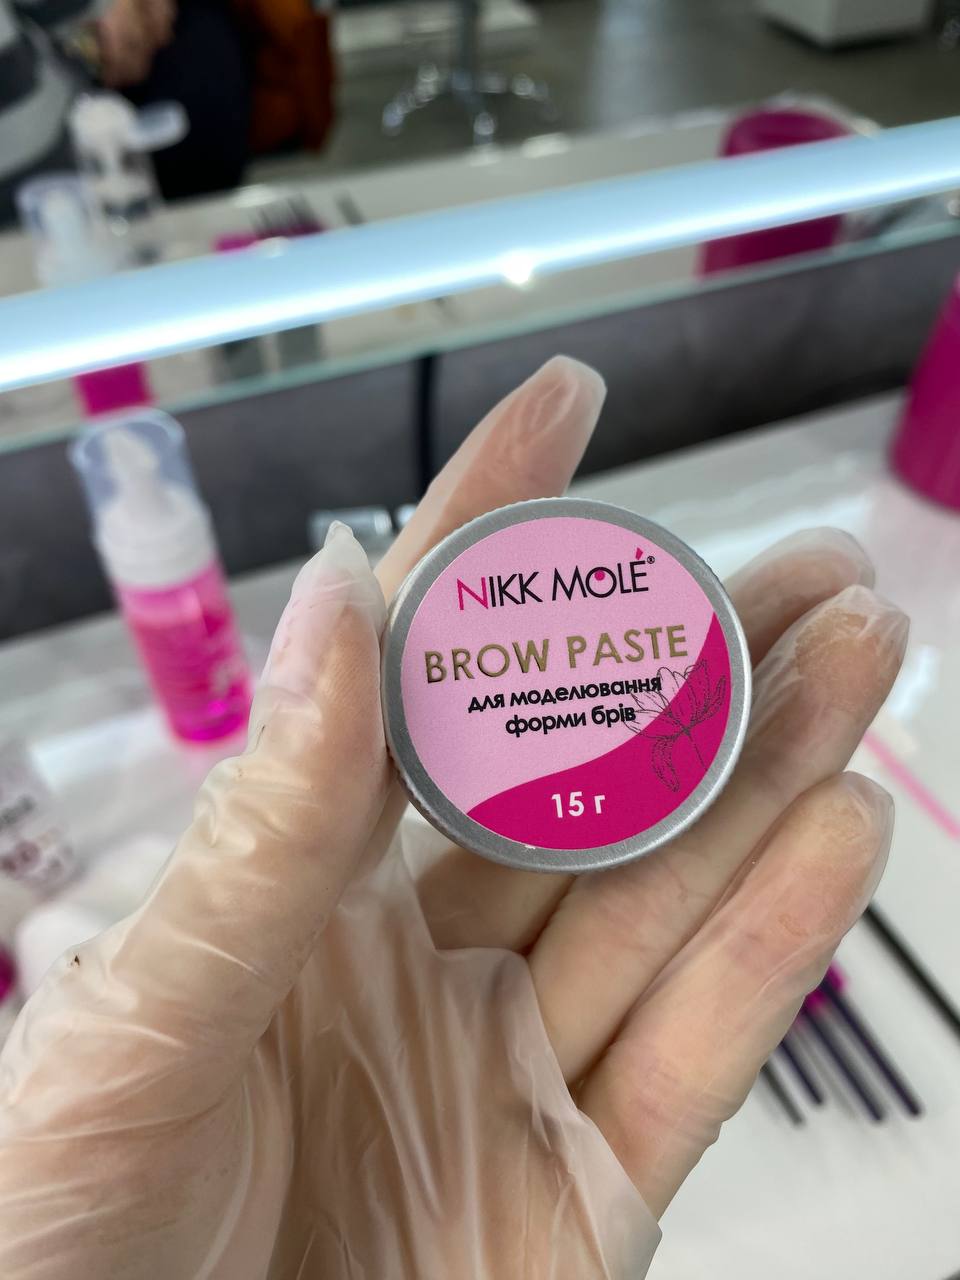 NIKK MOLÉ®
BROW PASTE
для моделювання
форми брів
15 г